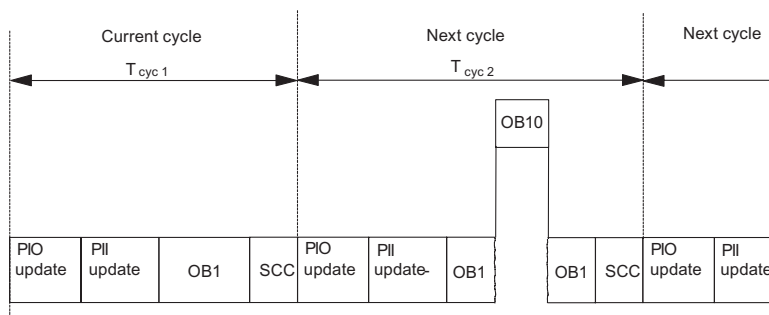 Current cycle Next cycle Next cycle
T cyc 1 T cyc 2
OB10
PIO PII PIO PII PIO PII
update update OB1 SCC update update- OB1 OB1 SCC update update